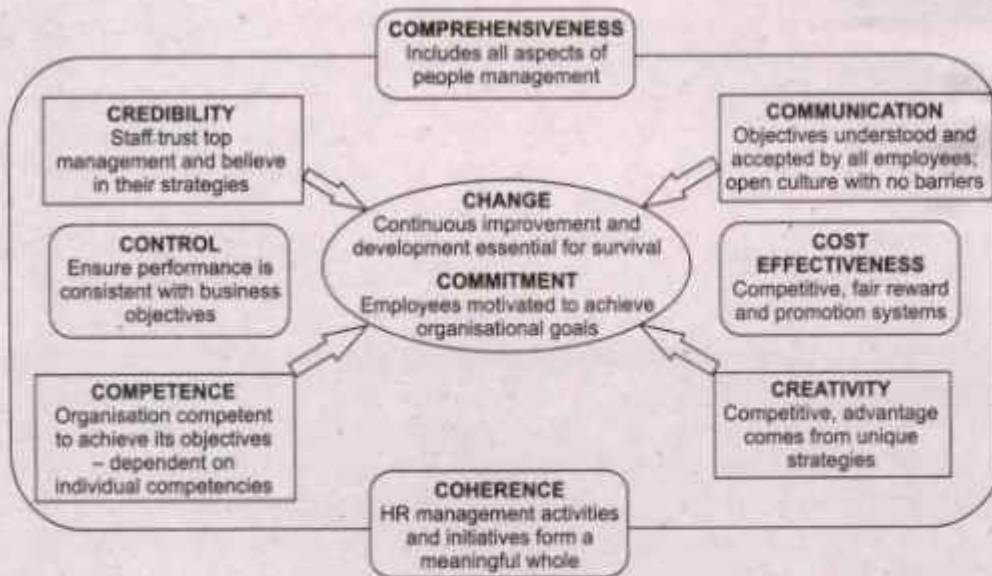 COMPREHENSIVENESS
Includes all aspects of
people management
CREDIBILITY
Staff trust top
management and believe
in their strategies
COMMUNICATION
Objectives understood and
accepted by all employees;
open culture with no barriers
CHANGE
Continuous improvement and
development essential for survival
COMMITMENT
Employees motivated to achieve
organisational goals
CONTROL
Ensure performance is
consistent with business
objectives
COST
EFFECTIVENESS
Competitive, fair reward
and promotion systems
COMPETENCE
Organisation competent
to achieve its objectives
– dependent on
individual competencies
CREATIVITY
Competitive, advantage
comes from unique
strategies
COHERENCE
HR management activities
and initiatives form a
meaningful whole